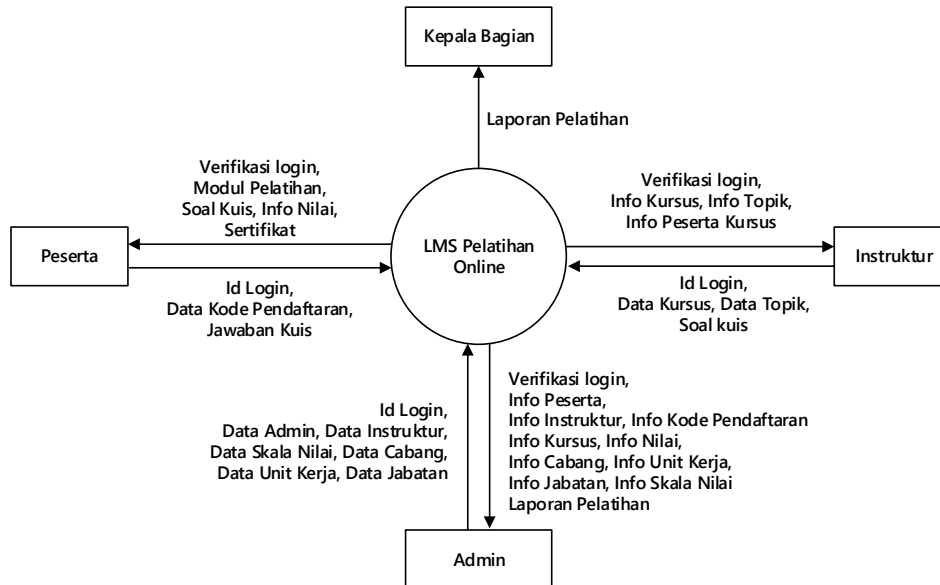 Kepala Bagian
Laporan Pelatihan
Verifikasi login,
Modul Pelatihan,
Soal Kuis, Info Nilai,
Sertifikat
Verifikasi login,
Info Kursus, Info Topik,
Info Peserta Kursus
Peserta
LMS Pelatihan
Online
Instruktur
Id Login,
Data Kode Pendaftaran,
Jawaban Kuis
Id Login,
Data Kursus, Data Topik,
Soal kuis
Id Login,
Data Admin, Data Instruktur,
Data Skala Nilai, Data Cabang,
Data Unit Kerja, Data Jabatan
Verifikasi login,
Info Peserta,
Info Instruktur, Info Kode Pendaftaran
Info Kursus, Info Nilai,
Info Cabang, Info Unit Kerja,
Info Jabatan, Info Skala Nilai
Laporan Pelatihan
Admin